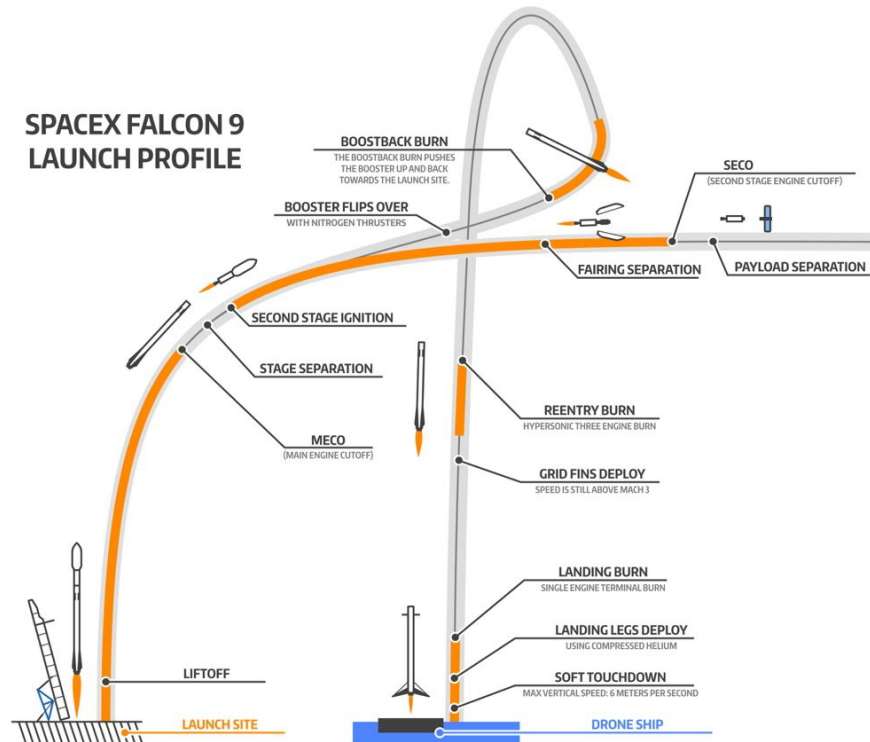 SPACEX FALCON 9
LAUNCH PROFILE
BOOSTBACK BURN
THE BOOSTBACK BURN PUSHES
THE BOOSTER UP AND BACK
TOWARDS THE LAUNCH SITE.
SECO
(SECOND STAGE ENGINE CUTOFF)
BOOSTER FLIPS OVER
WITH NITROGEN THRUSTERS
FAIRING SEPARATION
PAYLOAD SEPARATION
SECOND STAGE IGNITION
STAGE SEPARATION
MECO
(MAIN ENGINE CUTOFF)
REENTRY BURN
HYPERSONIC THREE ENGINE BURN
GRID FINS DEPLOY
SPEED IS STILL ABOVE MACH 3
LANDING BURN
SINGLE ENGINE TERMINAL BURN
LANDING LEGS DEPLOY
USING COMPRESSED HELIUM
LIFTOFF
SOFT TOUCHDOWN
MAX VERTICAL SPEED: 6 METERS PER SECOND
LAUNCH SITE
DRONE SHIP